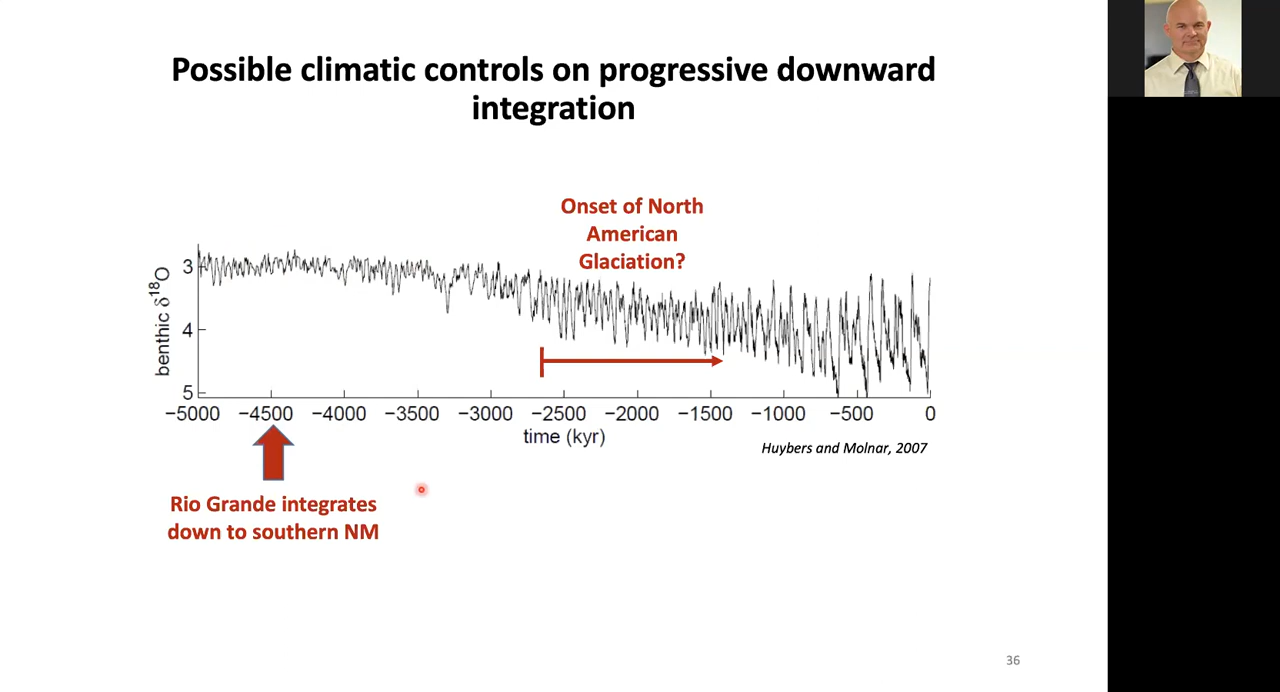 Possible climatic controls on progressive downward
integration
Onset of North
American
Glaciation?
3
4
5
benthic δ18O
−5000 −4500 −4000 −3500 −3000 −2500 −2000 −1500 −1000 −500 0
time (kyr)
Huybers and Molnar, 2007
Rio Grande integrates
down to southern NM
36